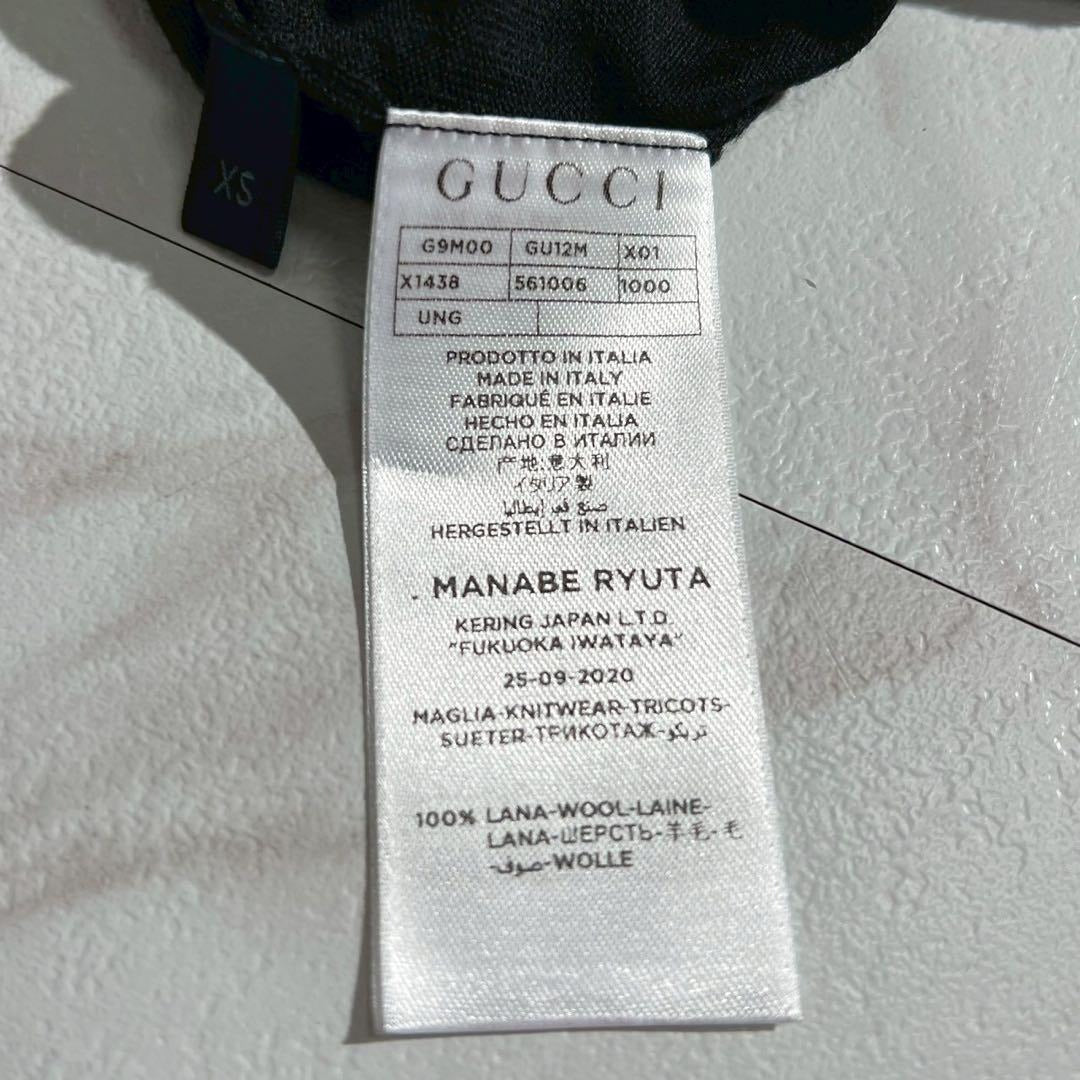 XS
GUCCI
G9M00 GU12M X01
X1438 561006 1000
UNG
PRODOTTO IN ITALIA
MADE IN ITALY
FABRIQUÉ EN ITALIE
HECHO EN ITALIA
СДЕЛАНО В ИТАЛИИ
产地:意大利
イタリア製
صنع في إيطاليا
HERGESTELLT IN ITALIEN
. MANABE RYUTA
KERING JAPAN L.T.D.
"FUKUOKA IWATAYA"
25-09-2020
MAGLIA-KNITWEAR-TRICOTS-
SUETER-ТРИКОТАЖ-تريكو
100% LANA-WOOL-LAINE-
LANA-ШЕРСТЬ-羊毛-毛
-صوف-WOLLE